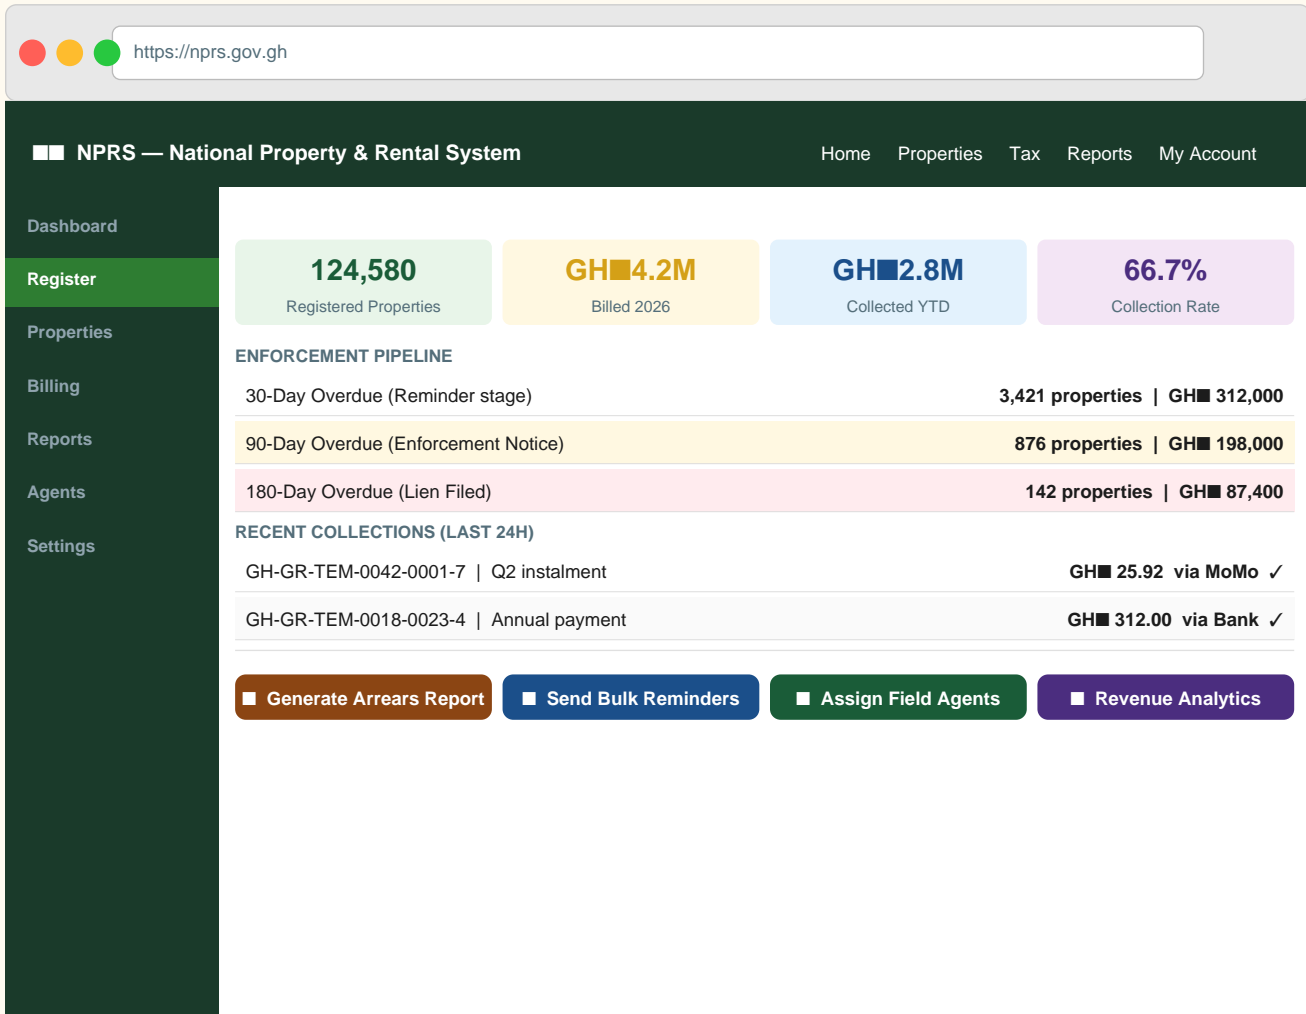 https://nprs.gov.gh
■■ NPRS — National Property & Rental System
Home Properties Tax Reports My Account
Dashboard
Register
Properties
Billing
Reports
Agents
Settings
124,580
Registered Properties
GH■4.2M
Billed 2026
GH■2.8M
Collected YTD
66.7%
Collection Rate
ENFORCEMENT PIPELINE
30-Day Overdue (Reminder stage) 3,421 properties | GH■ 312,000
90-Day Overdue (Enforcement Notice) 876 properties | GH■ 198,000
180-Day Overdue (Lien Filed) 142 properties | GH■ 87,400
RECENT COLLECTIONS (LAST 24H)
GH-GR-TEM-0042-0001-7 | Q2 instalment GH■ 25.92 via MoMo ✓
GH-GR-TEM-0018-0023-4 | Annual payment GH■ 312.00 via Bank ✓
■ Generate Arrears Report
■ Send Bulk Reminders
■ Assign Field Agents
■ Revenue Analytics